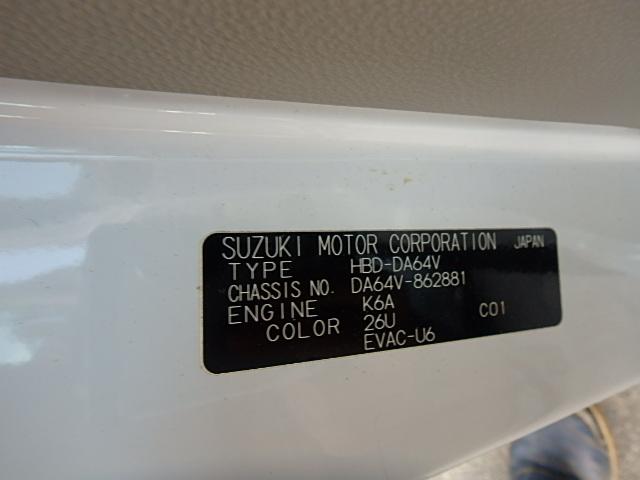 SUZUKI MOTOR CORPORATION JAPAN
TYPE HBD-DA64V
CHASSIS NO. DA64V-862881
ENGINE K6A
COLOR 26U C01
EVAC-U6